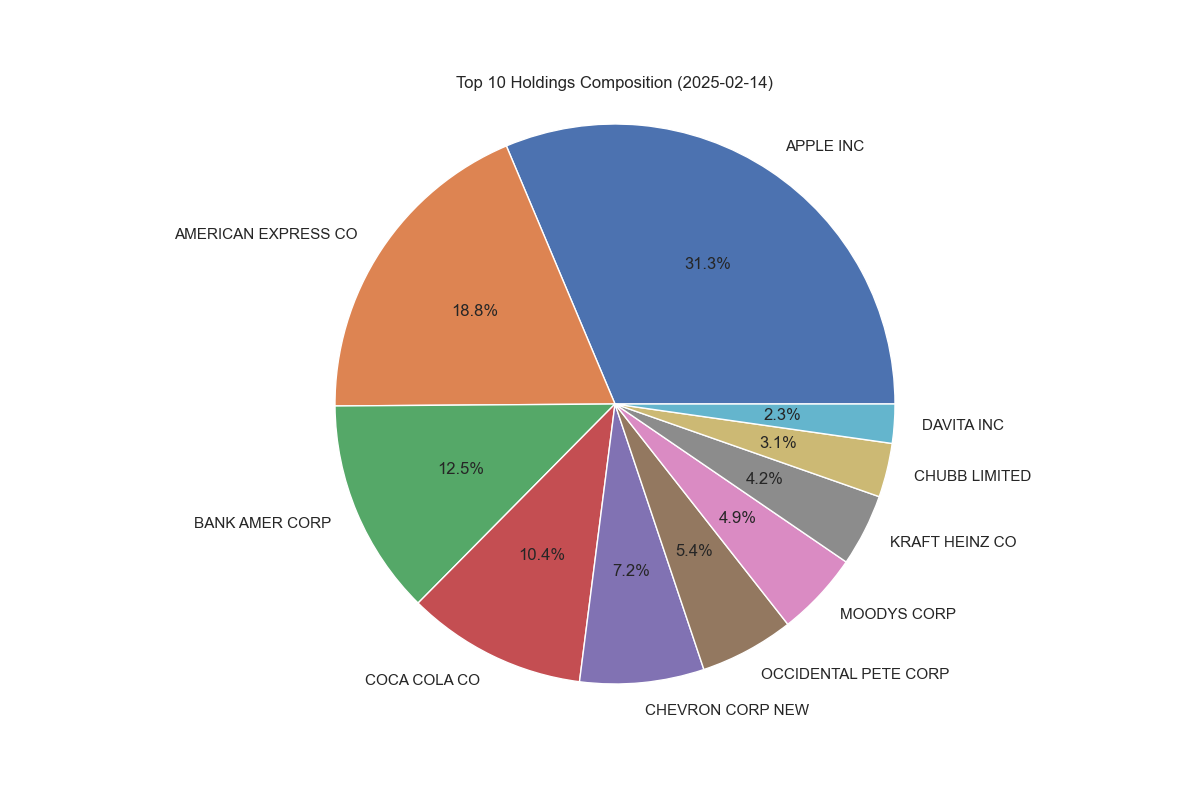 Top 10 Holdings Composition (2025-02-14)
APPLE INC
31.3%
AMERICAN EXPRESS CO
18.8%
BANK AMER CORP
12.5%
COCA COLA CO
10.4%
CHEVRON CORP NEW
7.2%
OCCIDENTAL PETE CORP
5.4%
MOODYS CORP
4.9%
KRAFT HEINZ CO
4.2%
CHUBB LIMITED
3.1%
DAVITA INC
2.3%